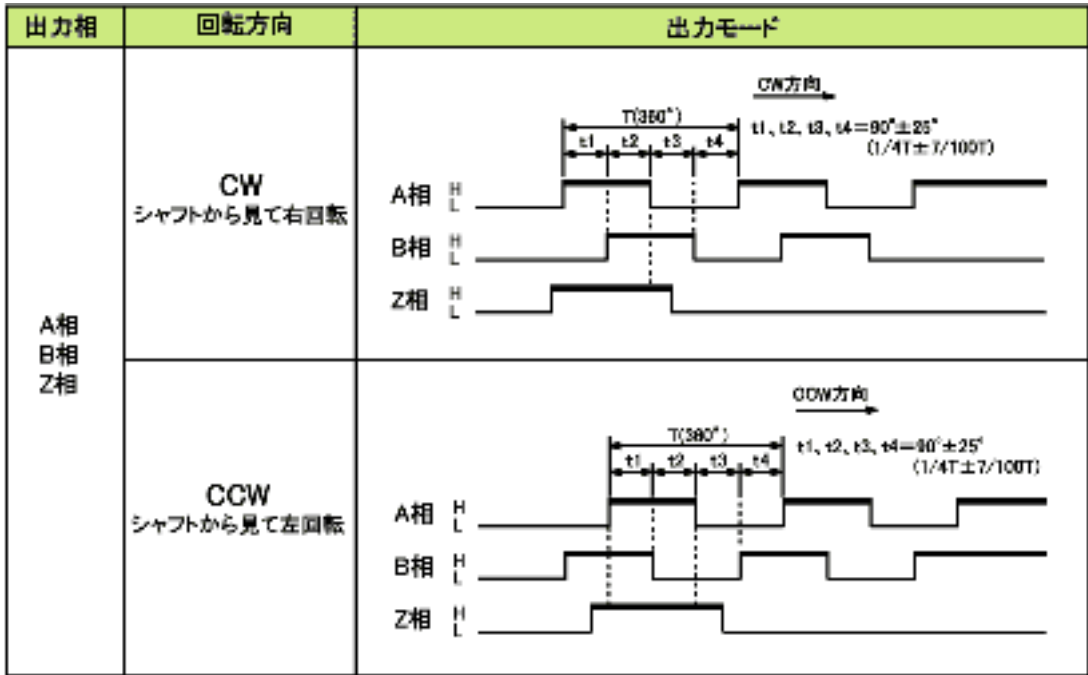 出力相 回転方向 出力モード
A相
B相
Z相
CW
シャフトから見て右回転
CW方向
T(360°)
t1 t2 t3 t4
t1、t2、t3、t4=90°±25°
(1/4T±7/100T)
A相 H
L
B相 H
L
Z相 H
L
CCW
シャフトから見て左回転
CCW方向
T(360°)
t1 t2 t3 t4
t1、t2、t3、t4=90°±25°
(1/4T±7/100T)
A相 H
L
B相 H
L
Z相 H
L